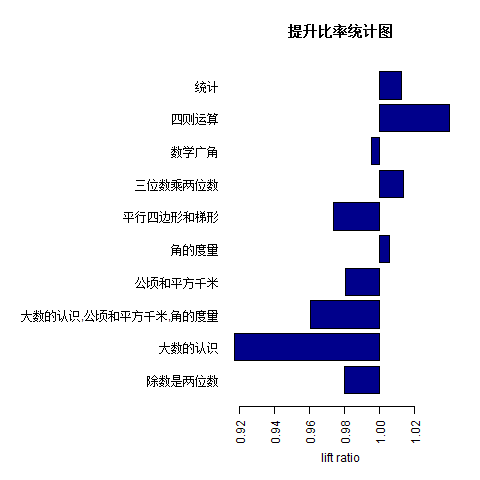 提升比率统计图
统计
四则运算
数学广角
三位数乘两位数
平行四边形和梯形
角的度量
公顷和平方千米
大数的认识,公顷和平方千米,角的度量
大数的认识
除数是两位数
0.92 0.94 0.96 0.98 1.00 1.02
lift ratio